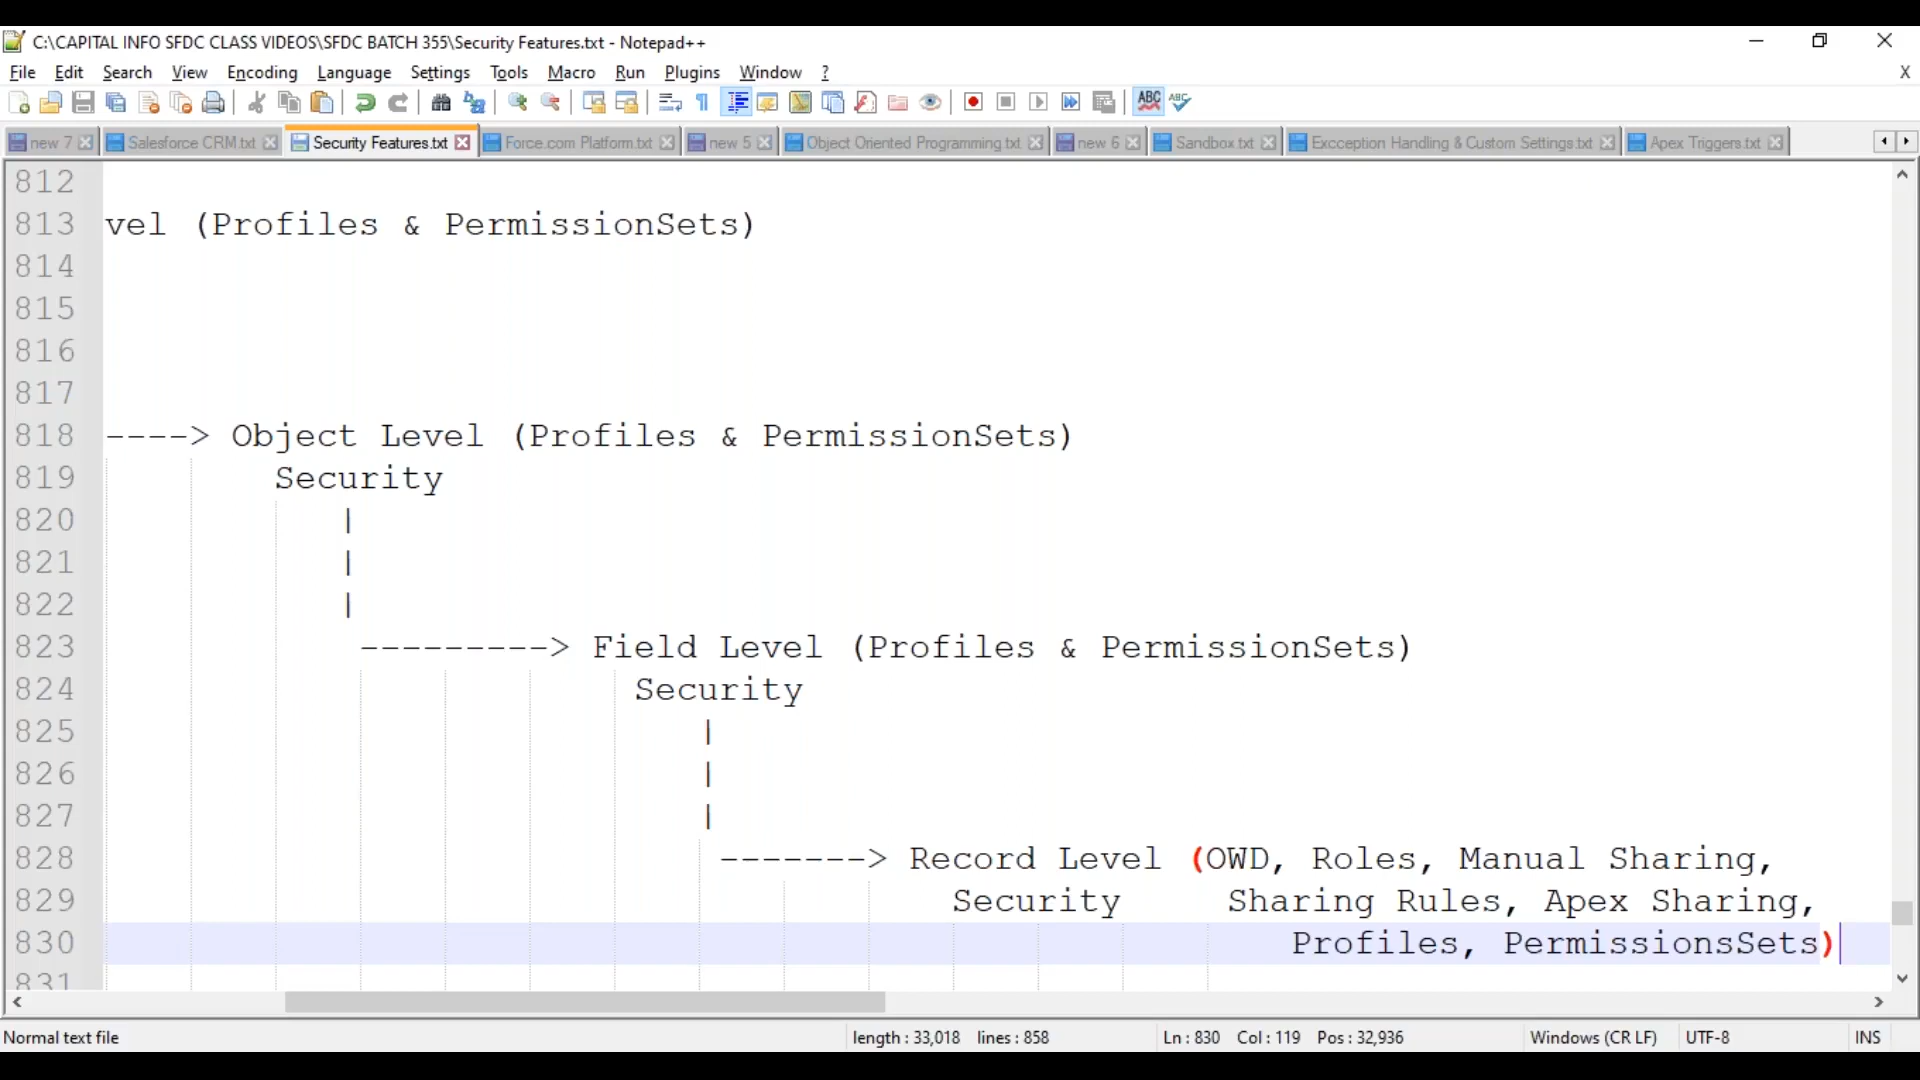 C:\CAPITAL INFO SFDC CLASS VIDEOS\SFDC BATCH 355\Security Features.txt - Notepad++
File Edit Search View Encoding Language Settings Tools Macro Run Plugins Window ? X
ABC ABC
new 7 Salesforce CRM.txt Security Features.txt Force.com Platform.txt new 5 Object Oriented Programming.txt new 6 Sandbox.txt Excception Handling & Custom Settings.txt Apex Triggers.txt
812
813 vel (Profiles & PermissionSets)
814
815
816
817
818 ----> Object Level (Profiles & PermissionSets)
819 Security
820 |
821 |
822 |
823 ---------> Field Level (Profiles & PermissionSets)
824 Security
825 |
826 |
827 |
828 -------> Record Level (OWD, Roles, Manual Sharing,
829 Security Sharing Rules, Apex Sharing,
830 Profiles, PermissionsSets)
831
Normal text file length : 33,018 lines : 858 Ln : 830 Col : 119 Pos : 32,936 Windows (CR LF) UTF-8 INS